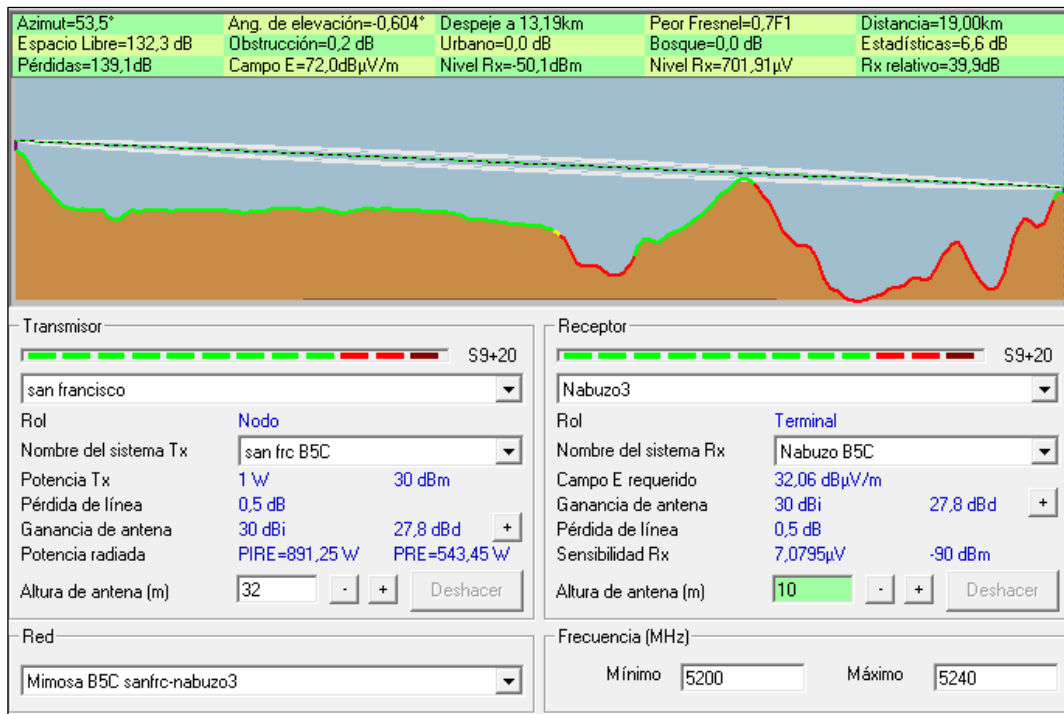 Azimut=53,5° Ang. de elevación=-0,604° Despeje a 13,19km Peor Fresnel=0,7F1 Distancia=19,00km
Espacio Libre=132,3 dB Obstrucción=0,2 dB Urbano=0,0 dB Bosque=0,0 dB Estadísticas=6,6 dB
Pérdidas=139,1dB Campo E=72,0dBµV/m Nivel Rx=-50,1dBm Nivel Rx=701,91µV Rx relativo=39,9dB
Transmisor
S9+20
san francisco
Rol Nodo
Nombre del sistema Tx san frc B5C
Potencia Tx 1 W 30 dBm
Pérdida de línea 0,5 dB
Ganancia de antena 30 dBi 27,8 dBd +
Potencia radiada PIRE=891,25 W PRE=543,45 W
Altura de antena (m) 32 - + Deshacer
Receptor
S9+20
Nabuzo3
Rol Terminal
Nombre del sistema Rx Nabuzo B5C
Campo E requerido 32,06 dBµV/m
Ganancia de antena 30 dBi 27,8 dBd +
Pérdida de línea 0,5 dB
Sensibilidad Rx 7,0795µV -90 dBm
Altura de antena (m) 10 - + Deshacer
Red
Mimosa B5C sanfrc-nabuzo3
Frecuencia (MHz)
Mínimo 5200 Máximo 5240